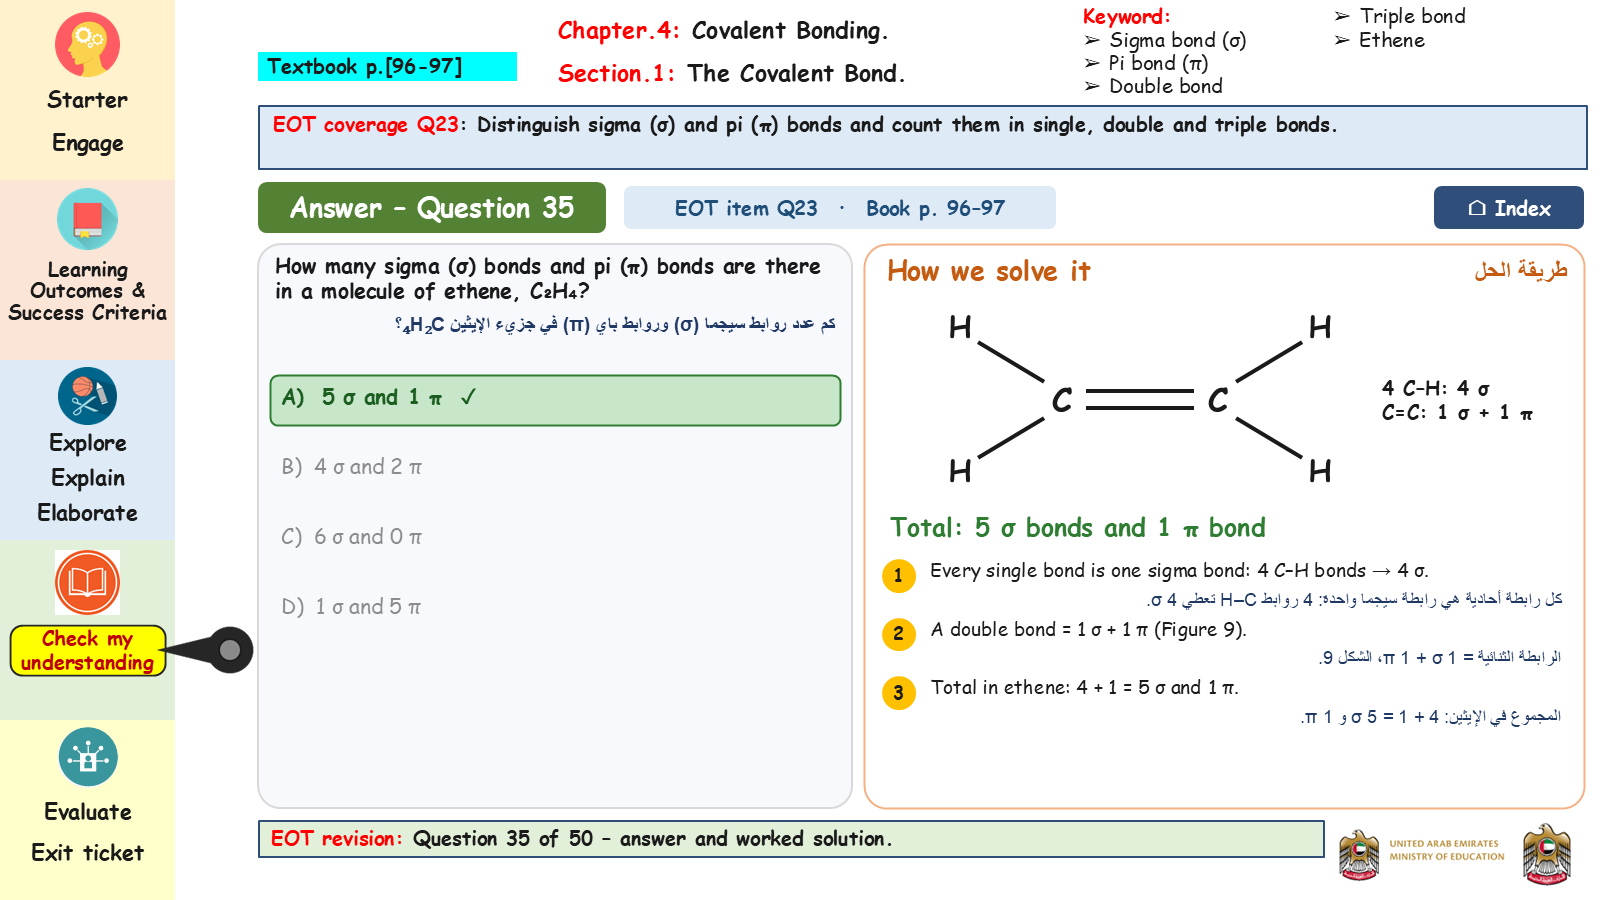 Starter
Engage
Learning
Outcomes &
Success Criteria
Explore
Explain
Elaborate
Check my
understanding
Evaluate
Exit ticket
Textbook p.[96-97]
Chapter.4: Covalent Bonding.
Section.1: The Covalent Bond.
Keyword:
➢ Sigma bond (σ)
➢ Pi bond (π)
➢ Double bond
➢ Triple bond
➢ Ethene
EOT coverage Q23: Distinguish sigma (σ) and pi (π) bonds and count them in single, double and triple bonds.
Answer – Question 35
EOT item Q23 · Book p. 96–97
Index
How many sigma (σ) bonds and pi (π) bonds are there
in a molecule of ethene, C₂H₄?
كم عدد روابط سيجما (σ) وروابط باي (π) في جزيء الإيثين C₂H₄؟
A) 5 σ and 1 π ✓
B) 4 σ and 2 π
C) 6 σ and 0 π
D) 1 σ and 5 π
How we solve it
طريقة الحل
H H
C C
H H
4 C–H: 4 σ
C=C: 1 σ + 1 π
Total: 5 σ bonds and 1 π bond
1 Every single bond is one sigma bond: 4 C–H bonds → 4 σ.
كل رابطة أحادية هي رابطة سيجما واحدة: 4 روابط C–H تعطي 4 σ.
2 A double bond = 1 σ + 1 π (Figure 9).
الرابطة الثنائية = 1 σ + 1 π، الشكل 9.
3 Total in ethene: 4 + 1 = 5 σ and 1 π.
المجموع في الإيثين: 4 + 1 = 5 σ و 1 π.
EOT revision: Question 35 of 50 – answer and worked solution.
UNITED ARAB EMIRATES
MINISTRY OF EDUCATION